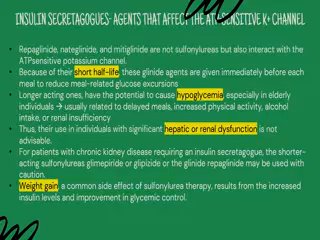 INSULIN SECRETAGOGUES: AGENTS THAT AFFECT THE ATP-SENSITIVE K+ CHANNEL
• Repaglinide, nateglinide, and mitiglinide are not sulfonylureas but also interact with the
ATPsensitive potassium channel.
• Because of their short half-life, these glinide agents are given immediately before each
meal to reduce meal-related glucose excursions
• Longer acting ones, have the potential to cause hypoglycemia, especially in elderly
individuals → usually related to delayed meals, increased physical activity, alcohol
intake, or renal insufficiency
• Thus, their use in individuals with significant hepatic or renal dysfunction is not
advisable.
• For patients with chronic kidney disease requiring an insulin secretagogue, the shorter-
acting sulfonylureas glimepiride or glipizide or the glinide repaglinide may be used with
caution.
• Weight gain, a common side effect of sulfonylurea therapy, results from the increased
insulin levels and improvement in glycemic control.